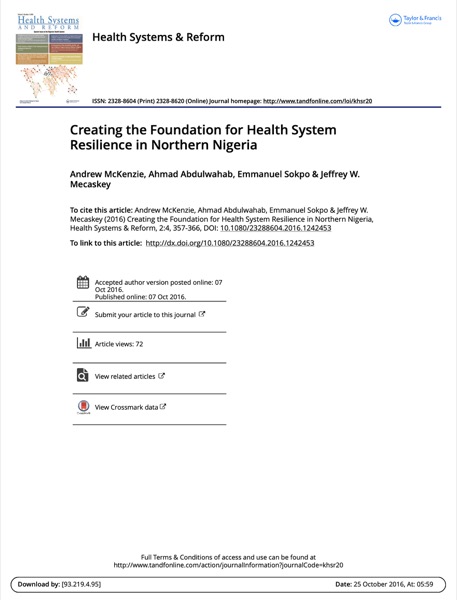 Health Systems
AND REFORM
Taylor & Francis
Health Systems & Reform
ISSN: 2328-8604 (Print) 2328-8620 (Online) Journal homepage: http://www.tandfonline.com/loi/khsr20
Creating the Foundation for Health System
Resilience in Northern Nigeria
Andrew McKenzie, Ahmad Abdulwahab, Emmanuel Sokpo & Jeffrey W.
Mecaskey
To cite this article: Andrew McKenzie, Ahmad Abdulwahab, Emmanuel Sokpo & Jeffrey W.
Mecaskey (2016) Creating the Foundation for Health System Resilience in Northern Nigeria,
Health Systems & Reform, 2:4, 357-366, DOI: 10.1080/23288604.2016.1242453
To link to this article: http://dx.doi.org/10.1080/23288604.2016.1242453
Accepted author version posted online: 07
Oct 2016.
Published online: 07 Oct 2016.
Submit your article to this journal
Article views: 72
View related articles
View Crossmark data
Full Terms & Conditions of access and use can be found at
http://www.tandfonline.com/action/journalInformation?journalCode=khsr20
Download by: [93.219.4.95]
Date: 25 October 2016, At: 05:59